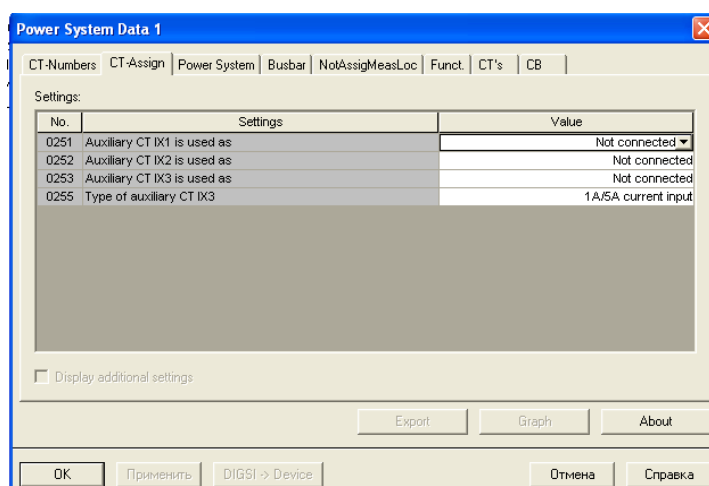 Power System Data 1
CT-Numbers CT-Assign Power System Busbar NotAssigMeasLoc Funct. CT's CB
Settings:
No. Settings Value
0251 Auxiliary CT IX1 is used as Not connected
0252 Auxiliary CT IX2 is used as Not connected
0253 Auxiliary CT IX3 is used as Not connected
0255 Type of auxiliary CT IX3 1A/5A current input
Display additional settings
Export Graph About
OK Применить DIGSI -> Device Отмена Справка